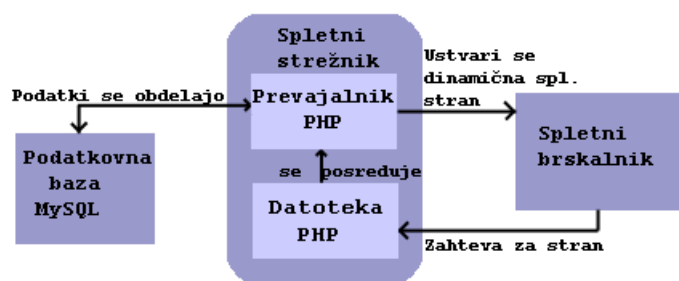 Spletni
strežnik
Ustvari se
dinamična spl.
stran
Podatki se obdelajo
Prevajalnik
PHP
Spletni
brskalnik
Podatkovna
baza
MySQL
se posreduje
Datoteka
PHP
Zahteva za stran